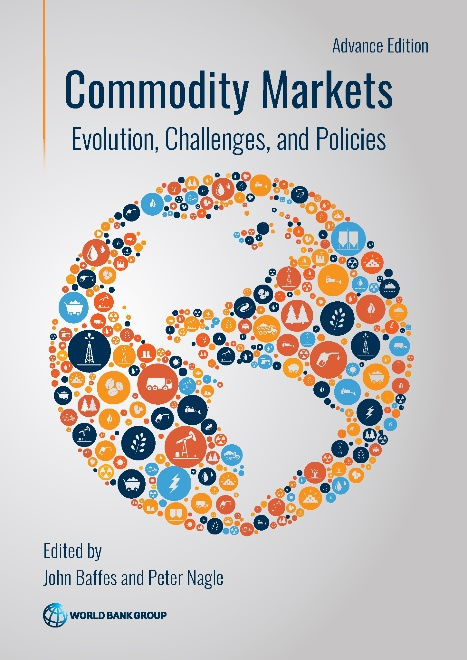 Advance Edition
Commodity Markets
Evolution, Challenges, and Policies
Edited by
John Baffes and Peter Nagle
WORLD BANK GROUP